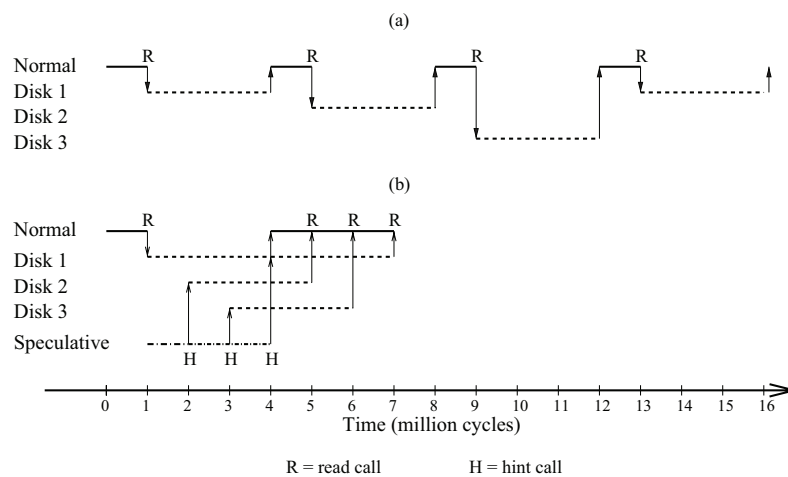 (a)
R R R R
Normal
Disk 1
Disk 2
Disk 3
(b)
R R R R
Normal
Disk 1
Disk 2
Disk 3
Speculative
H H H
0 1 2 3 4 5 6 7 8 9 10 11 12 13 14 15 16
Time (million cycles)
R = read call H = hint call